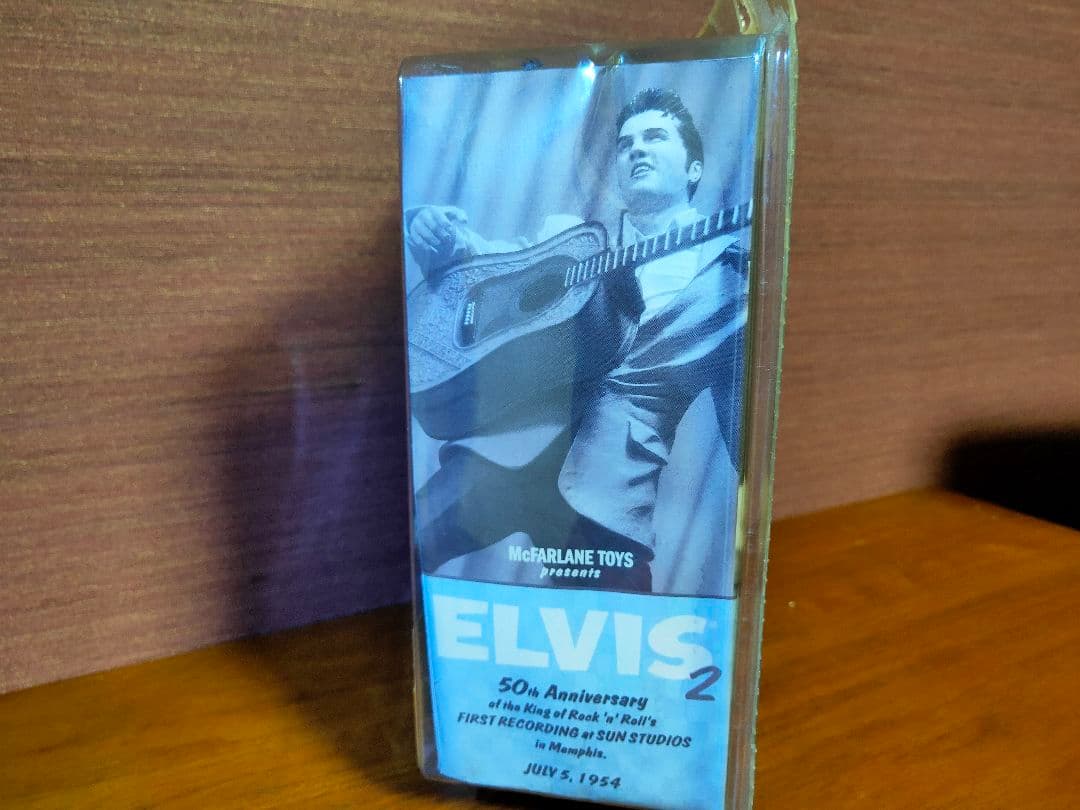 McFARLANE TOYS
presents
ELVIS
2
50th Anniversary
of the King of Rock 'n' Roll's
FIRST RECORDING at SUN STUDIOS
in Memphis.
JULY 5, 1954